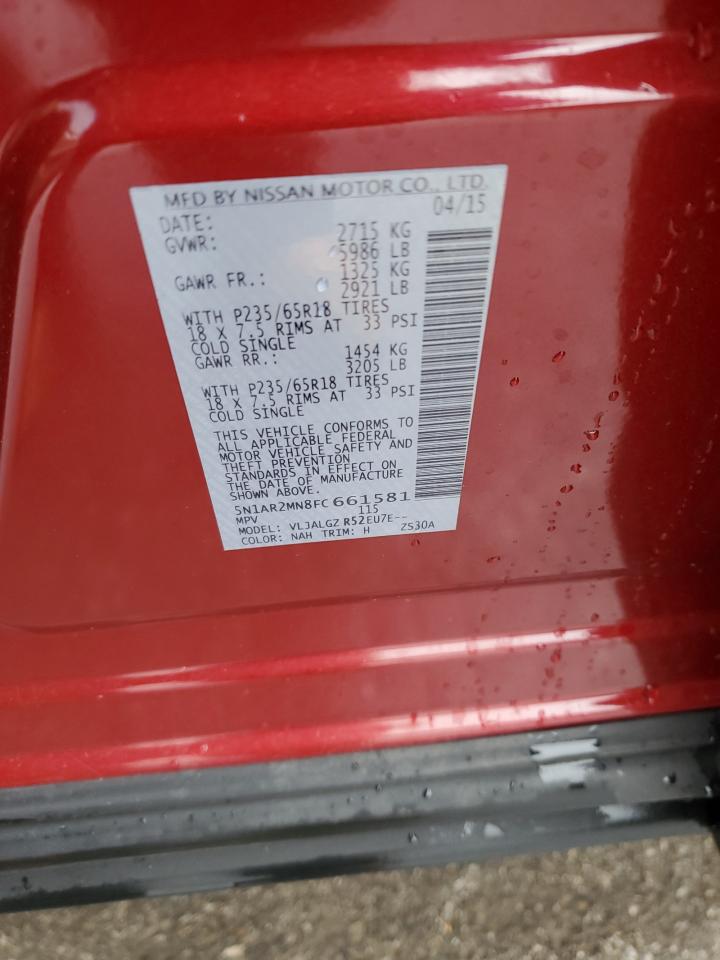 MFD BY NISSAN MOTOR CO., LTD.
DATE: 04/15
GVWR: 2715 KG
5986 LB
GAWR FR.: 1325 KG
2921 LB
WITH P235/65R18 TIRES
18 X 7.5 RIMS AT 33 PSI
COLD SINGLE
GAWR RR.: 1454 KG
3205 LB
WITH P235/65R18 TIRES
18 X 7.5 RIMS AT 33 PSI
COLD SINGLE
THIS VEHICLE CONFORMS TO
ALL APPLICABLE FEDERAL
MOTOR VEHICLE SAFETY AND
THEFT PREVENTION
STANDARDS IN EFFECT ON
THE DATE OF MANUFACTURE
SHOWN ABOVE.
5N1AR2MN8FC 661581
MPV 115
MODEL: VLJALGZ R52EU7E--
COLOR: NAH TRIM: H ZS30A